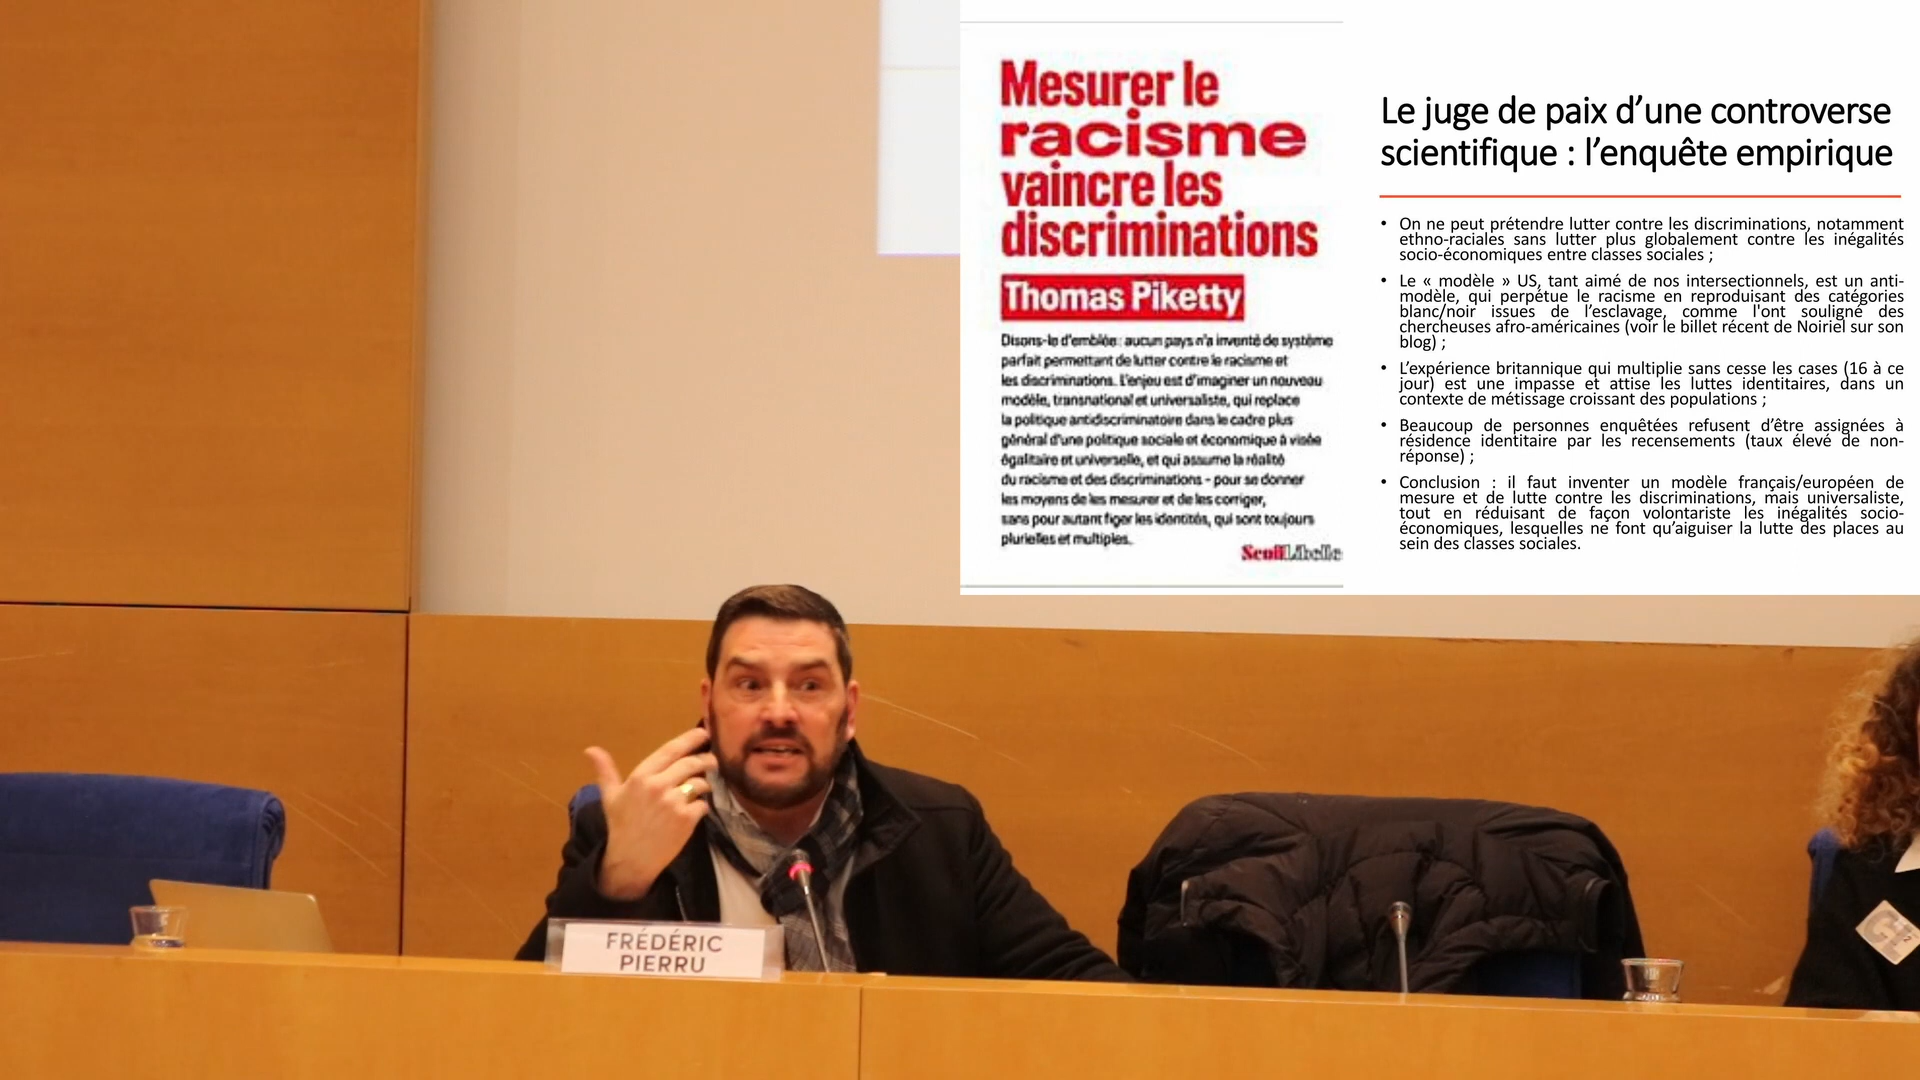 Mesurer le
racisme
vaincre les
discriminations
Thomas Piketty
Disons-le d'emblée : aucun pays n'a inventé de système
parfait permettant de lutter contre le racisme et
les discriminations. L'enjeu est d'imaginer un nouveau
modèle, transnational et universaliste, qui replace
la politique antidiscriminatoire dans le cadre plus
général d'une politique sociale et économique à visée
égalitaire et universelle, et qui assume la réalité
du racisme et des discriminations - pour se donner
les moyens de les mesurer et de les corriger,
sans pour autant figer les identités, qui sont toujours
plurielles et multiples.
Seuil Libelle
Le juge de paix d'une controverse
scientifique : l'enquête empirique
• On ne peut prétendre lutter contre les discriminations, notamment
ethno-raciales sans lutter plus globalement contre les inégalités
socio-économiques entre classes sociales ;
• Le « modèle » US, tant aimé de nos intersectionnels, est un anti-
modèle, qui perpétue le racisme en reproduisant des catégories
blanc/noir issues de l'esclavage, comme l'ont souligné des
chercheuses afro-américaines (voir le billet récent de Noiriel sur son
blog) ;
• L'expérience britannique qui multiplie sans cesse les cases (16 à ce
jour) est une impasse et attise les luttes identitaires, dans un
contexte de métissage croissant des populations ;
• Beaucoup de personnes enquêtées refusent d'être assignées à
résidence identitaire par les recensements (taux élevé de non-
réponse) ;
• Conclusion : il faut inventer un modèle français/européen de
mesure et de lutte contre les discriminations, mais universaliste,
tout en réduisant de façon volontariste les inégalités socio-
économiques, lesquelles ne font qu'aiguiser la lutte des places au
sein des classes sociales.
FRÉDÉRIC
PIERRU